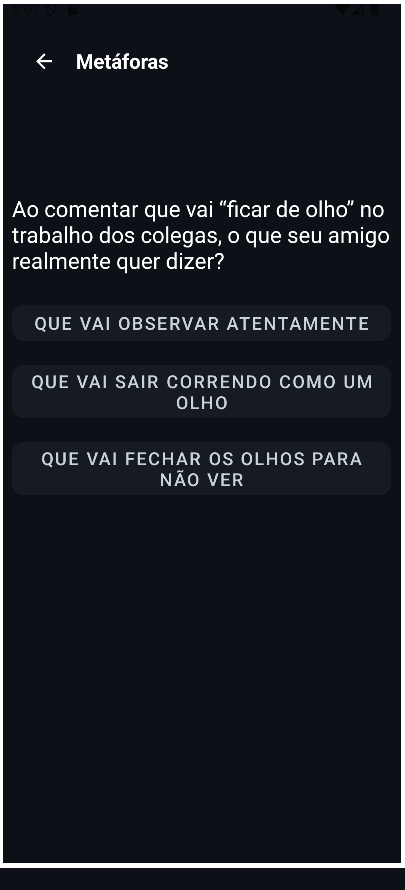 Metáforas
Ao comentar que vai “ficar de olho” no
trabalho dos colegas, o que seu amigo
realmente quer dizer?
QUE VAI OBSERVAR ATENTAMENTE
QUE VAI SAIR CORRENDO COMO UM
OLHO
QUE VAI FECHAR OS OLHOS PARA
NÃO VER